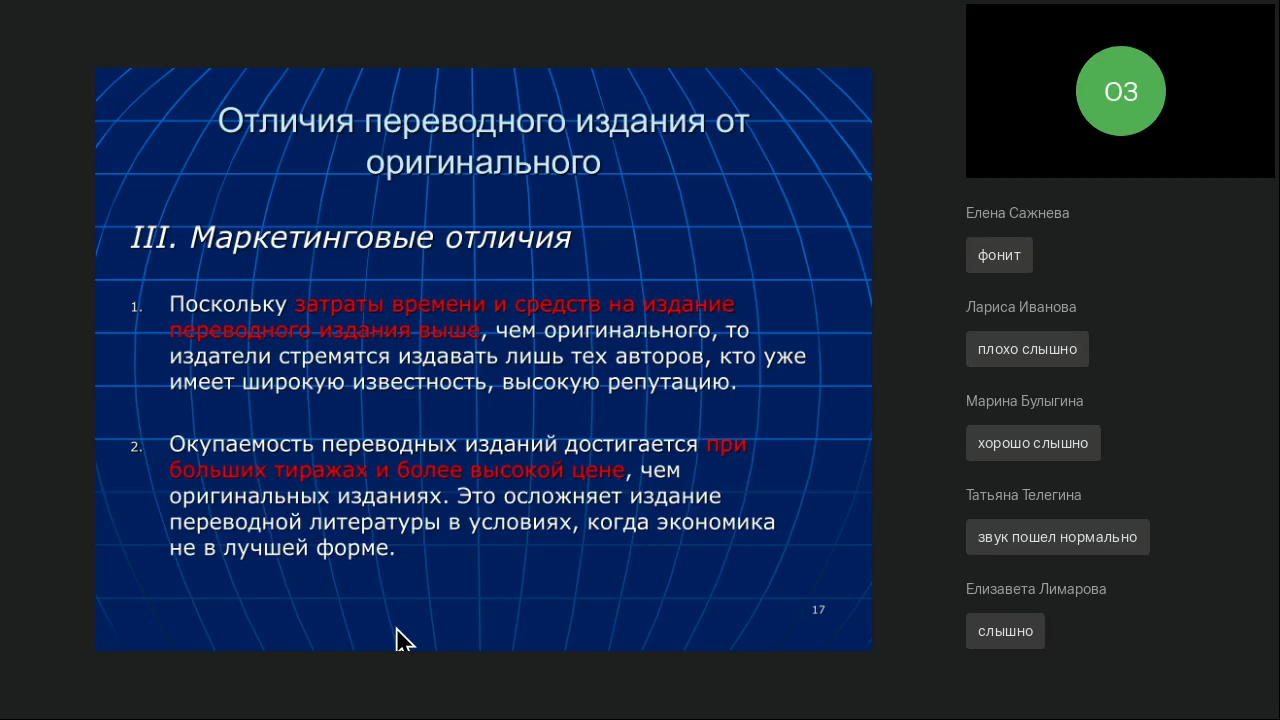 Отличия переводного издания от
оригинального
III. Маркетинговые отличия
1. Поскольку затраты времени и средств на издание
переводного издания выше, чем оригинального, то
издатели стремятся издавать лишь тех авторов, кто уже
имеет широкую известность, высокую репутацию.
2. Окупаемость переводных изданий достигается при
больших тиражах и более высокой цене, чем
оригинальных изданиях. Это осложняет издание
переводной литературы в условиях, когда экономика
не в лучшей форме.
17
ОЗ
Елена Сажнева
фонит
Лариса Иванова
плохо слышно
Марина Булыгина
хорошо слышно
Татьяна Телегина
звук пошел нормально
Елизавета Лимарова
слышно